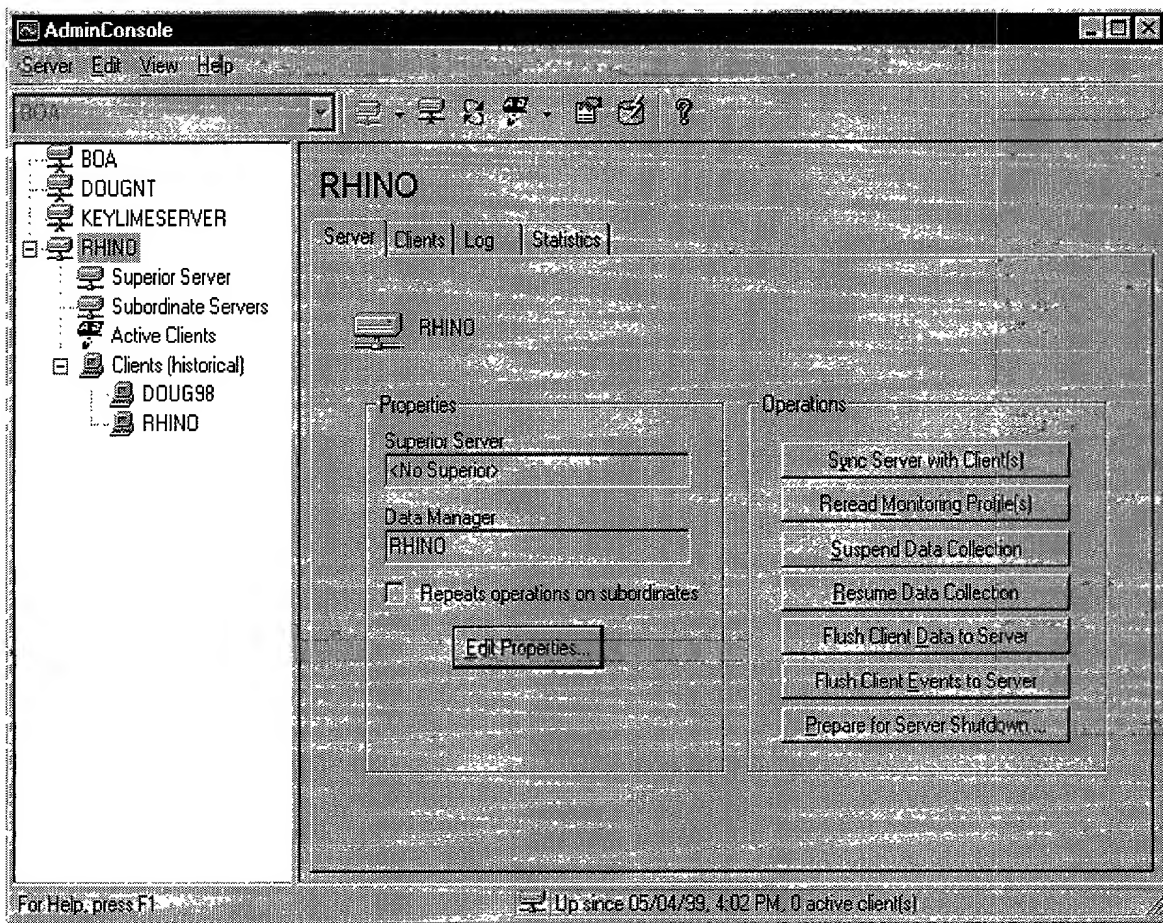 AdminConsole
Server Edit View Help
BOA
BOA
DOUGNT
KEYLIMESERVER
RHINO
Superior Server
Subordinate Servers
Active Clients
Clients (historical)
DOUG98
RHINO
RHINO
Server Clients Log Statistics
RHINO
Properties
Superior Server
<No Superior>
Data Manager
RHINO
Repeats operations on subordinates
Edit Properties...
Operations
Sync Server with Client(s)
Reread Monitoring Profile(s)
Suspend Data Collection
Resume Data Collection
Flush Client Data to Server
Flush Client Events to Server
Prepare for Server Shutdown ...
For Help, press F1
Up since 05/04/99, 4:02 PM, 0 active client(s)